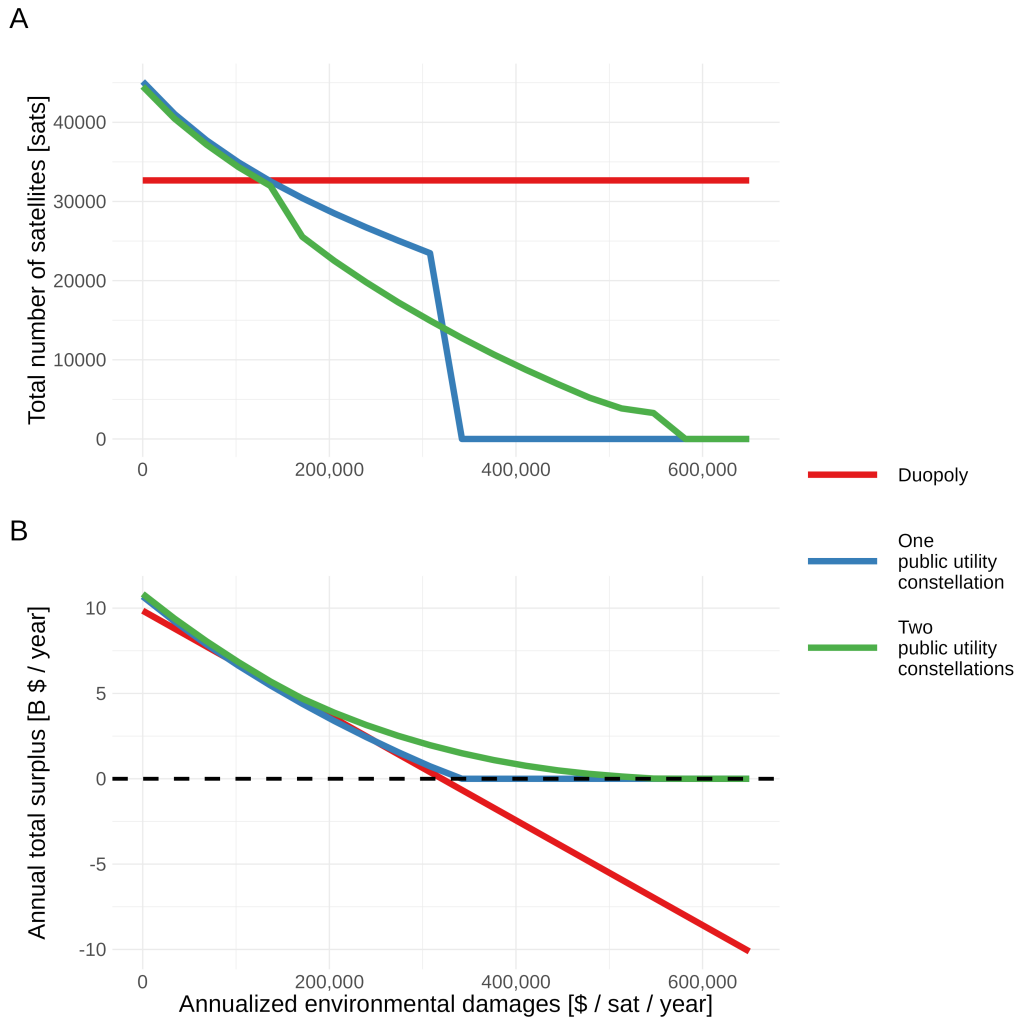 A
Total number of satellites [sats]
40000
30000
20000
10000
0
0
200,000
400,000
600,000
Duopoly
One
public utility
constellation
Two
public utility
constellations
B
Annual total surplus [B $ / year]
10
5
0
-5
-10
0
200,000
400,000
600,000
Annualized environmental damages [$ / sat / year]